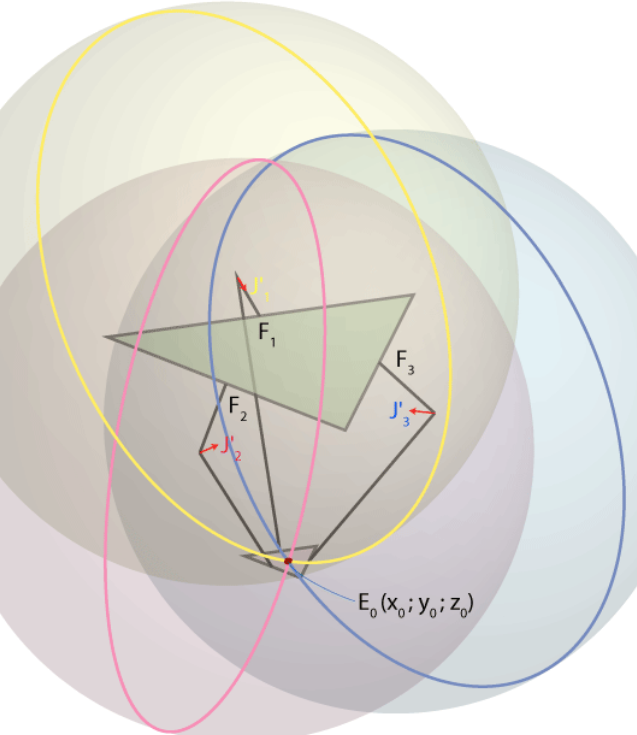 J'₁
F₁
F₃
F₂
J'₃
J'₂
E₀(x₀; y₀; z₀)